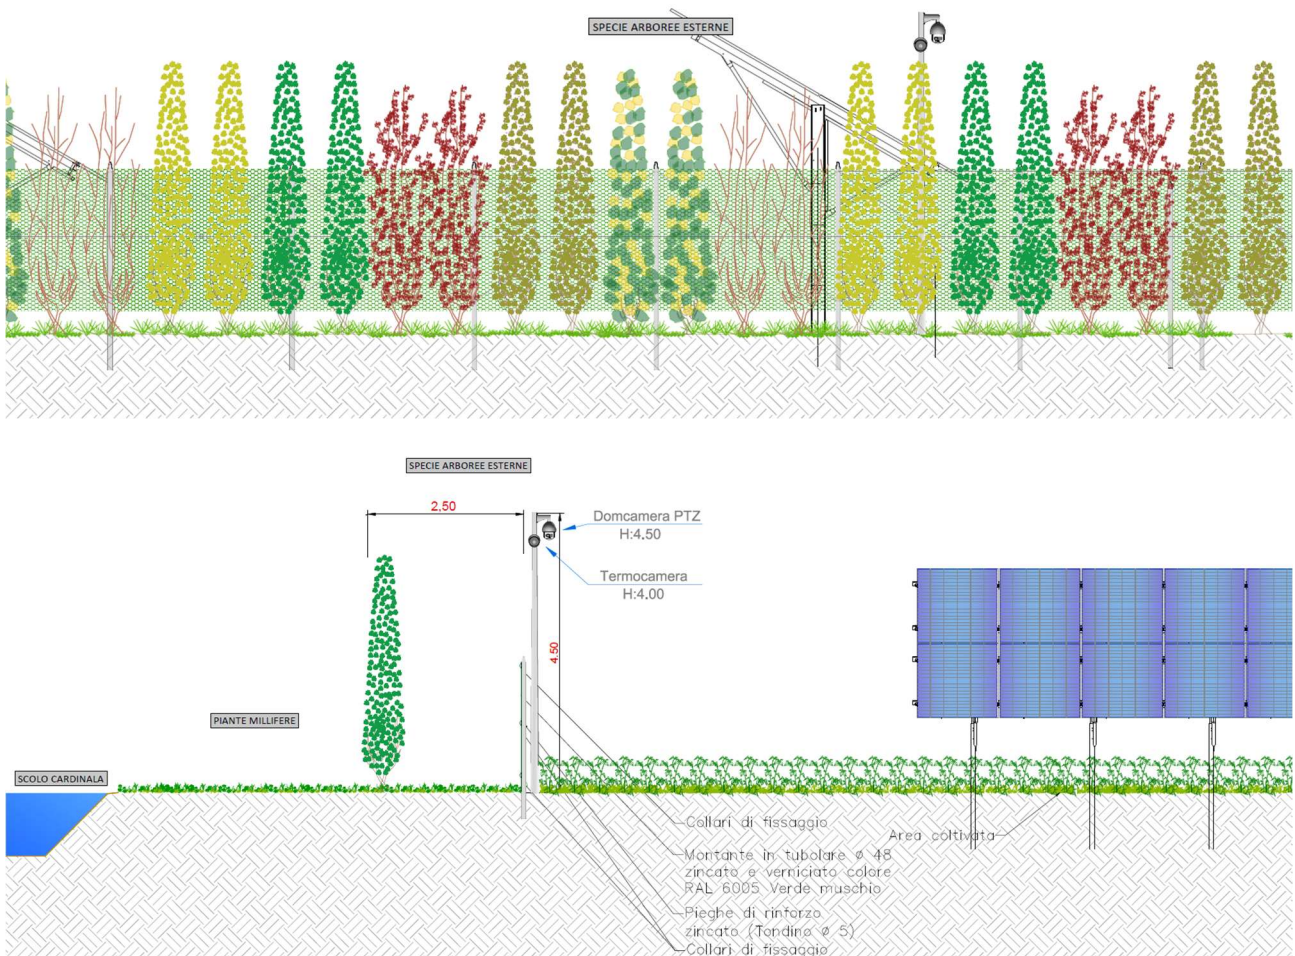 SPECIE ARBOREE ESTERNE
SPECIE ARBOREE ESTERNE
2,50
Domcamera PTZ
H:4.50
Termocamera
H:4.00
4.50
PIANTE MILLIFERE
SCOLO CARDINALA
Collari di fissaggio
Area coltivata
Montante in tubolare ø 48
zincato e verniciato colore
RAL 6005 Verde muschio
Pieghe di rinforzo
zincato (Tondino ø 5)
Collari di fissaggio